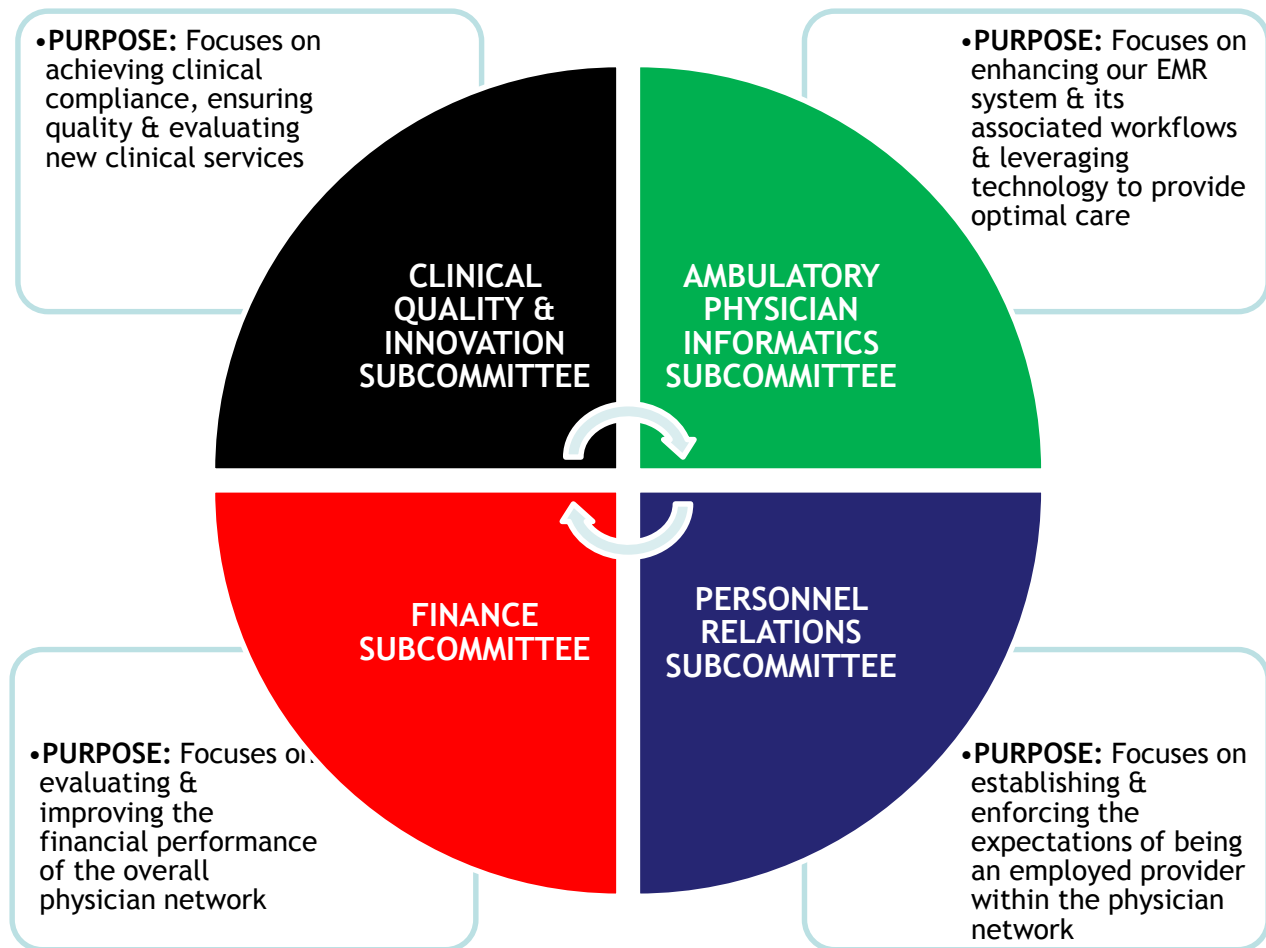 •PURPOSE: Focuses on
achieving clinical
compliance, ensuring
quality & evaluating
new clinical services
•PURPOSE: Focuses on
enhancing our EMR
system & its
associated workflows
& leveraging
technology to provide
optimal care
CLINICAL
QUALITY &
INNOVATION
SUBCOMMITTEE
AMBULATORY
PHYSICIAN
INFORMATICS
SUBCOMMITTEE
FINANCE
SUBCOMMITTEE
PERSONNEL
RELATIONS
SUBCOMMITTEE
•PURPOSE: Focuses on
evaluating &
improving the
financial performance
of the overall
physician network
•PURPOSE: Focuses on
establishing &
enforcing the
expectations of being
an employed provider
within the physician
network